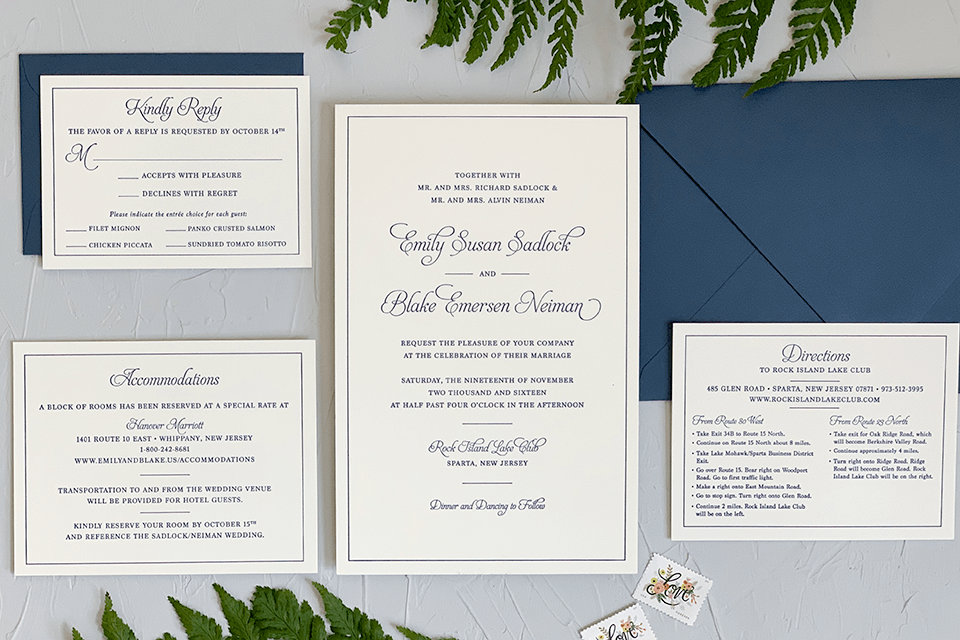 Kindly Reply
THE FAVOR OF A REPLY IS REQUESTED BY OCTOBER 14TH
M
ACCEPTS WITH PLEASURE
DECLINES WITH REGRET
Please indicate the entrée choice for each guest:
FILET MIGNON PANKO CRUSTED SALMON
CHICKEN PICCATA SUNDRIED TOMATO RISOTTO
Accommodations
A BLOCK OF ROOMS HAS BEEN RESERVED AT A SPECIAL RATE AT
Hanover Marriott
1401 ROUTE 10 EAST • WHIPPANY, NEW JERSEY
1-800-242-8681
WWW.EMILYANDBLAKE.US/ACCOMMODATIONS
TRANSPORTATION TO AND FROM THE WEDDING VENUE
WILL BE PROVIDED FOR HOTEL GUESTS.
KINDLY RESERVE YOUR ROOM BY OCTOBER 15TH
AND REFERENCE THE SADLOCK/NEIMAN WEDDING.
TOGETHER WITH
MR. AND MRS. RICHARD SADLOCK &
MR. AND MRS. ALVIN NEIMAN
Emily Susan Sadlock
AND
Blake Emersen Neiman
REQUEST THE PLEASURE OF YOUR COMPANY
AT THE CELEBRATION OF THEIR MARRIAGE
SATURDAY, THE NINETEENTH OF NOVEMBER
TWO THOUSAND AND SIXTEEN
AT HALF PAST FOUR O'CLOCK IN THE AFTERNOON
Rock Island Lake Club
SPARTA, NEW JERSEY
Dinner and Dancing to Follow
Directions
TO ROCK ISLAND LAKE CLUB
485 GLEN ROAD • SPARTA, NEW JERSEY 07871 • 973-512-3995
WWW.ROCKISLANDLAKECLUB.COM
From Route 80 West
• Take Exit 34B to Route 15 North.
• Continue on Route 15 North about 8 miles.
• Take Lake Mohawk/Sparta Business District
Exit.
• Go over Route 15. Bear right on Woodport
Road. Go to first traffic light.
• Make a right onto East Mountain Road.
• Go to stop sign. Turn right onto Glen Road.
• Continue 2 miles. Rock Island Lake Club
will be on the left.
From Route 23 North
• Take exit for Oak Ridge Road, which
will become Berkshire Valley Road.
• Continue approximately 4 miles.
• Turn right onto Ridge Road. Ridge
Road will become Glen Road. Rock
Island Lake Club will be on the right.
Love
Love